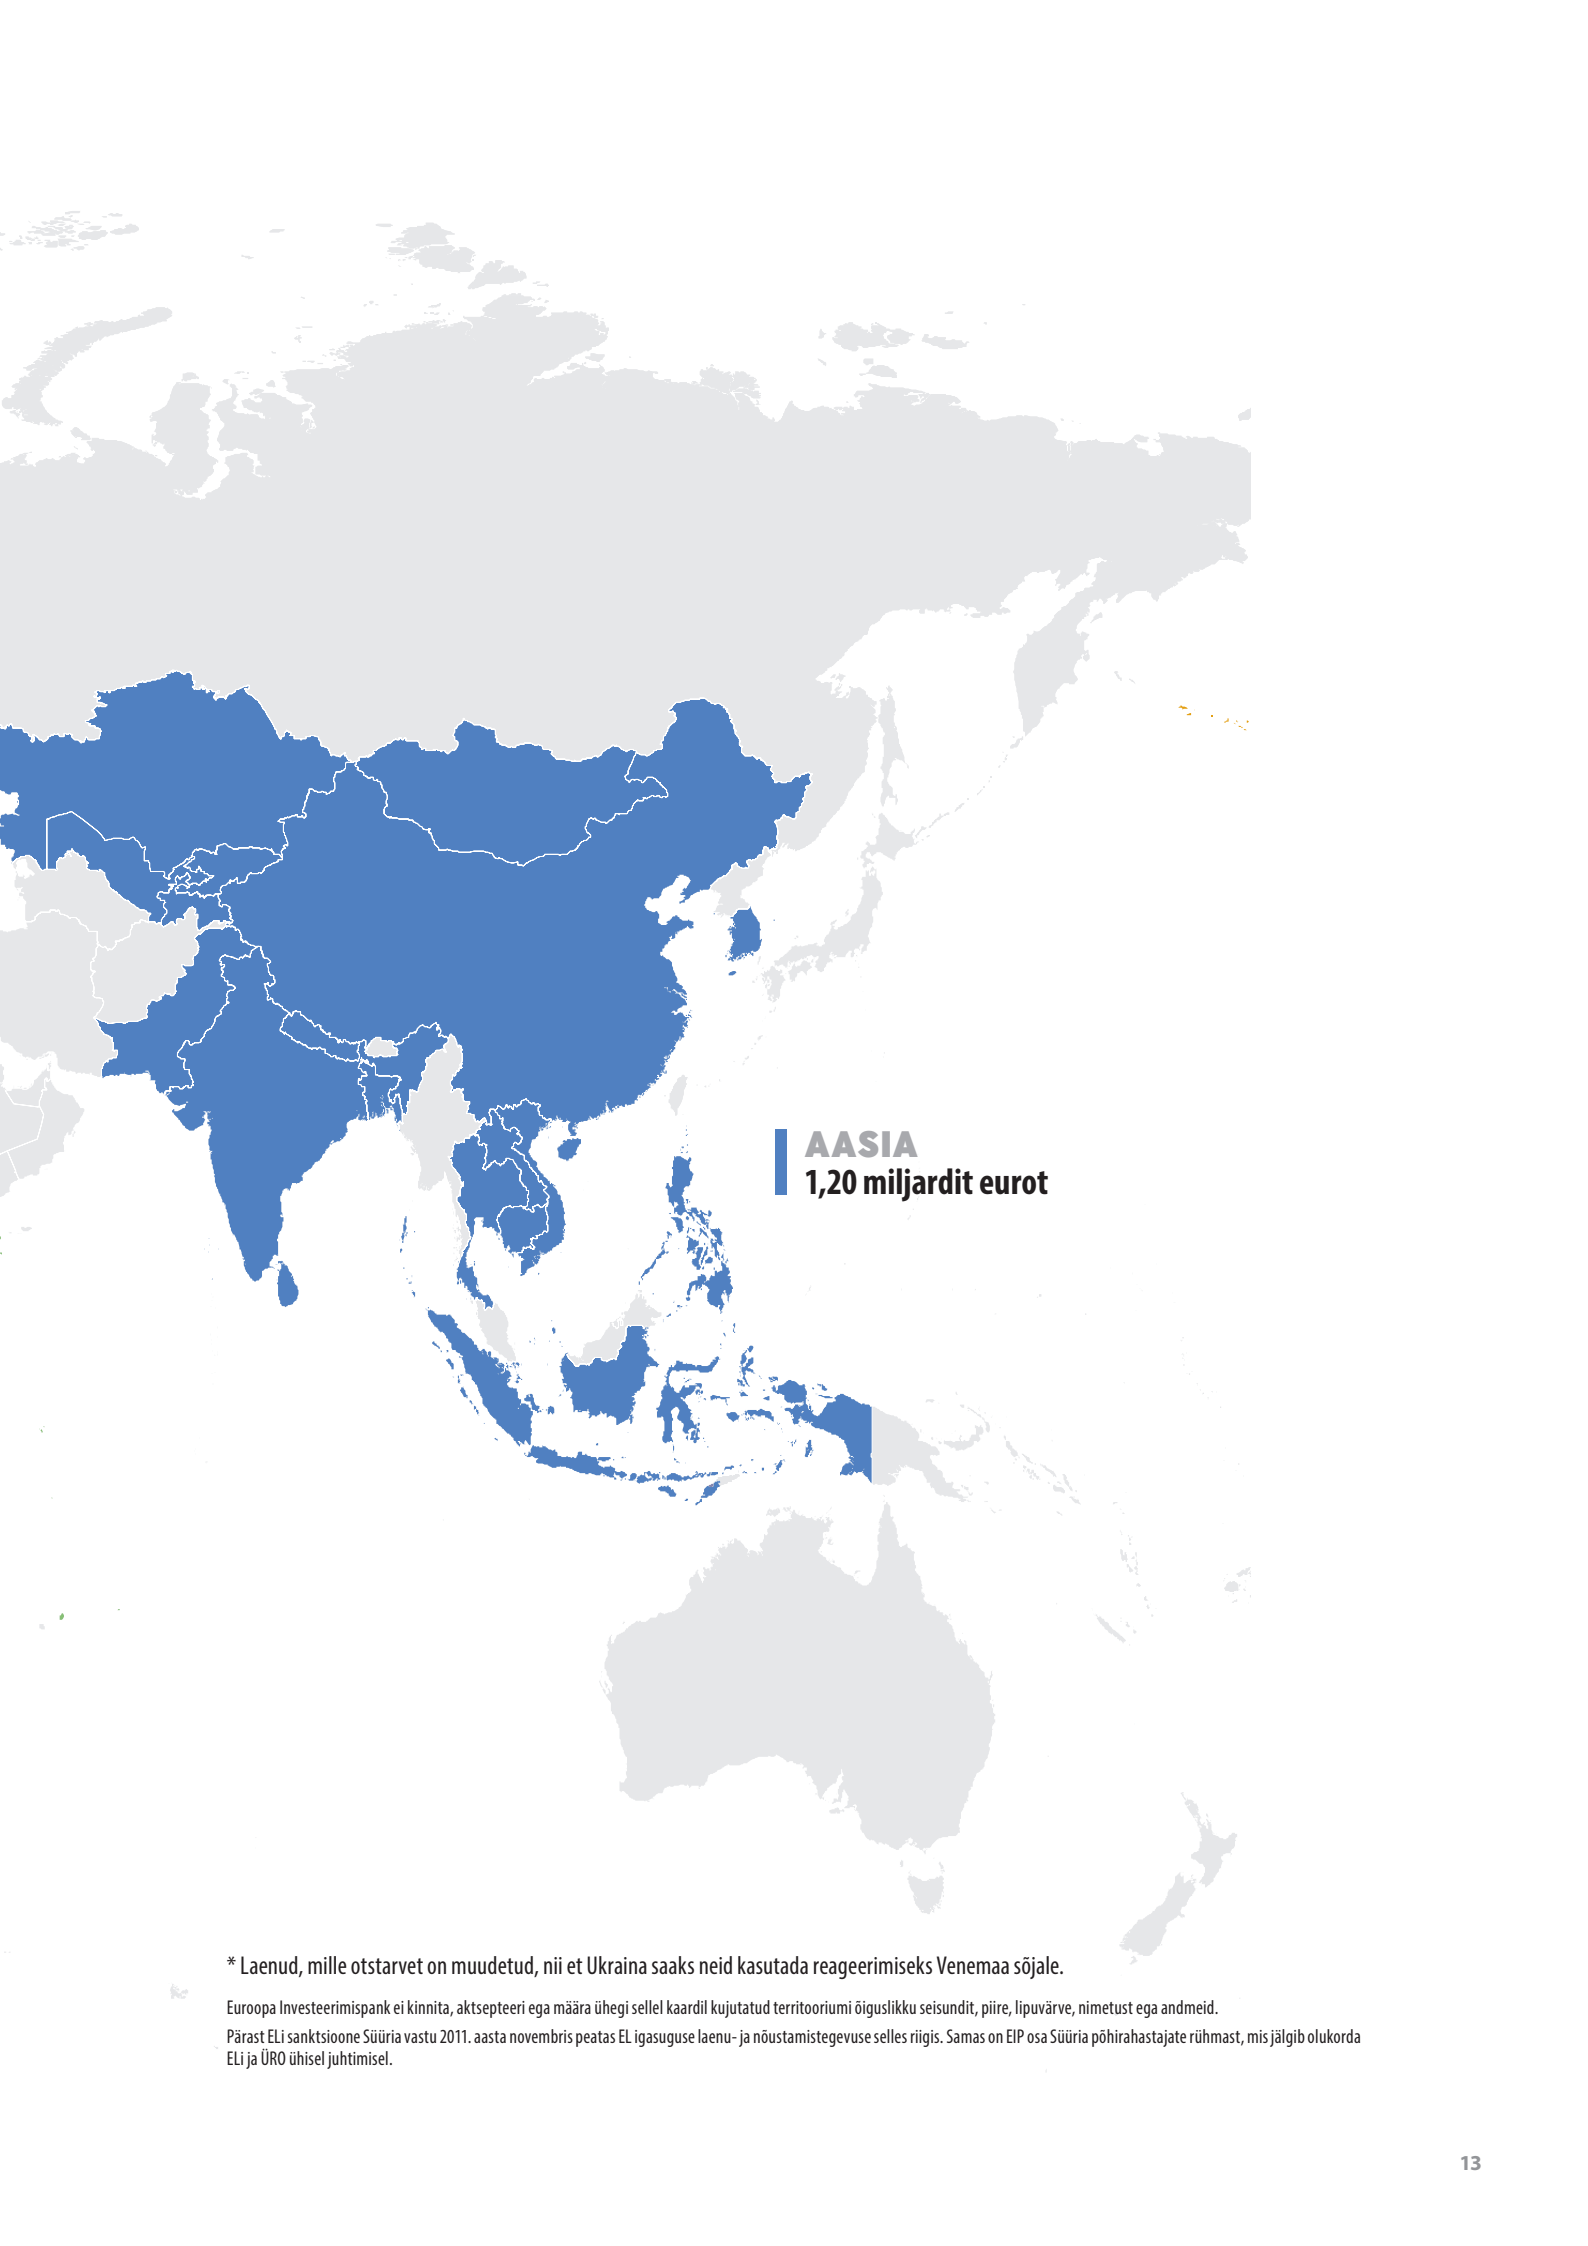 AASIA
1,20 miljardit eurot
* Laenud, mille otstarvet on muudetud, nii et Ukraina saaks neid kasutada reageerimiseks Venemaa sõjale.
Euroopa Investeerimispank ei kinnita, aktsepteeri ega määra ühegi sellel kaardil kujutatud territooriumi õiguslikku seisundit, piire, lipuvärve, nimetust ega andmeid.
Pärast ELi sanktsioone Süüria vastu 2011. aasta novembris peatas EL igasuguse laenu- ja nõustamistegevuse selles riigis. Samas on EIP osa Süüria põhirahastajate rühmast, mis jälgib olukorda
ELi ja ÜRO ühisel juhtimisel.
13